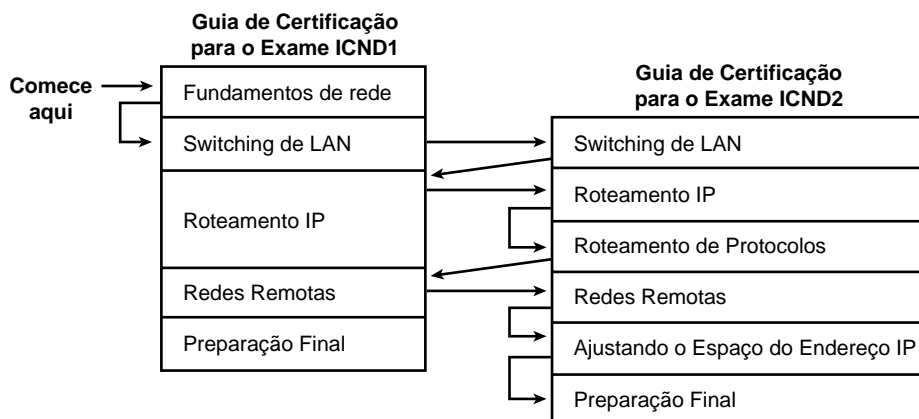 Guia de Certificação
para o Exame ICND1
Comece
aqui
Fundamentos de rede
Switching de LAN
Roteamento IP
Redes Remotas
Preparação Final
Guia de Certificação
para o Exame ICND2
Switching de LAN
Roteamento IP
Roteamento de Protocolos
Redes Remotas
Ajustando o Espaço do Endereço IP
Preparação Final